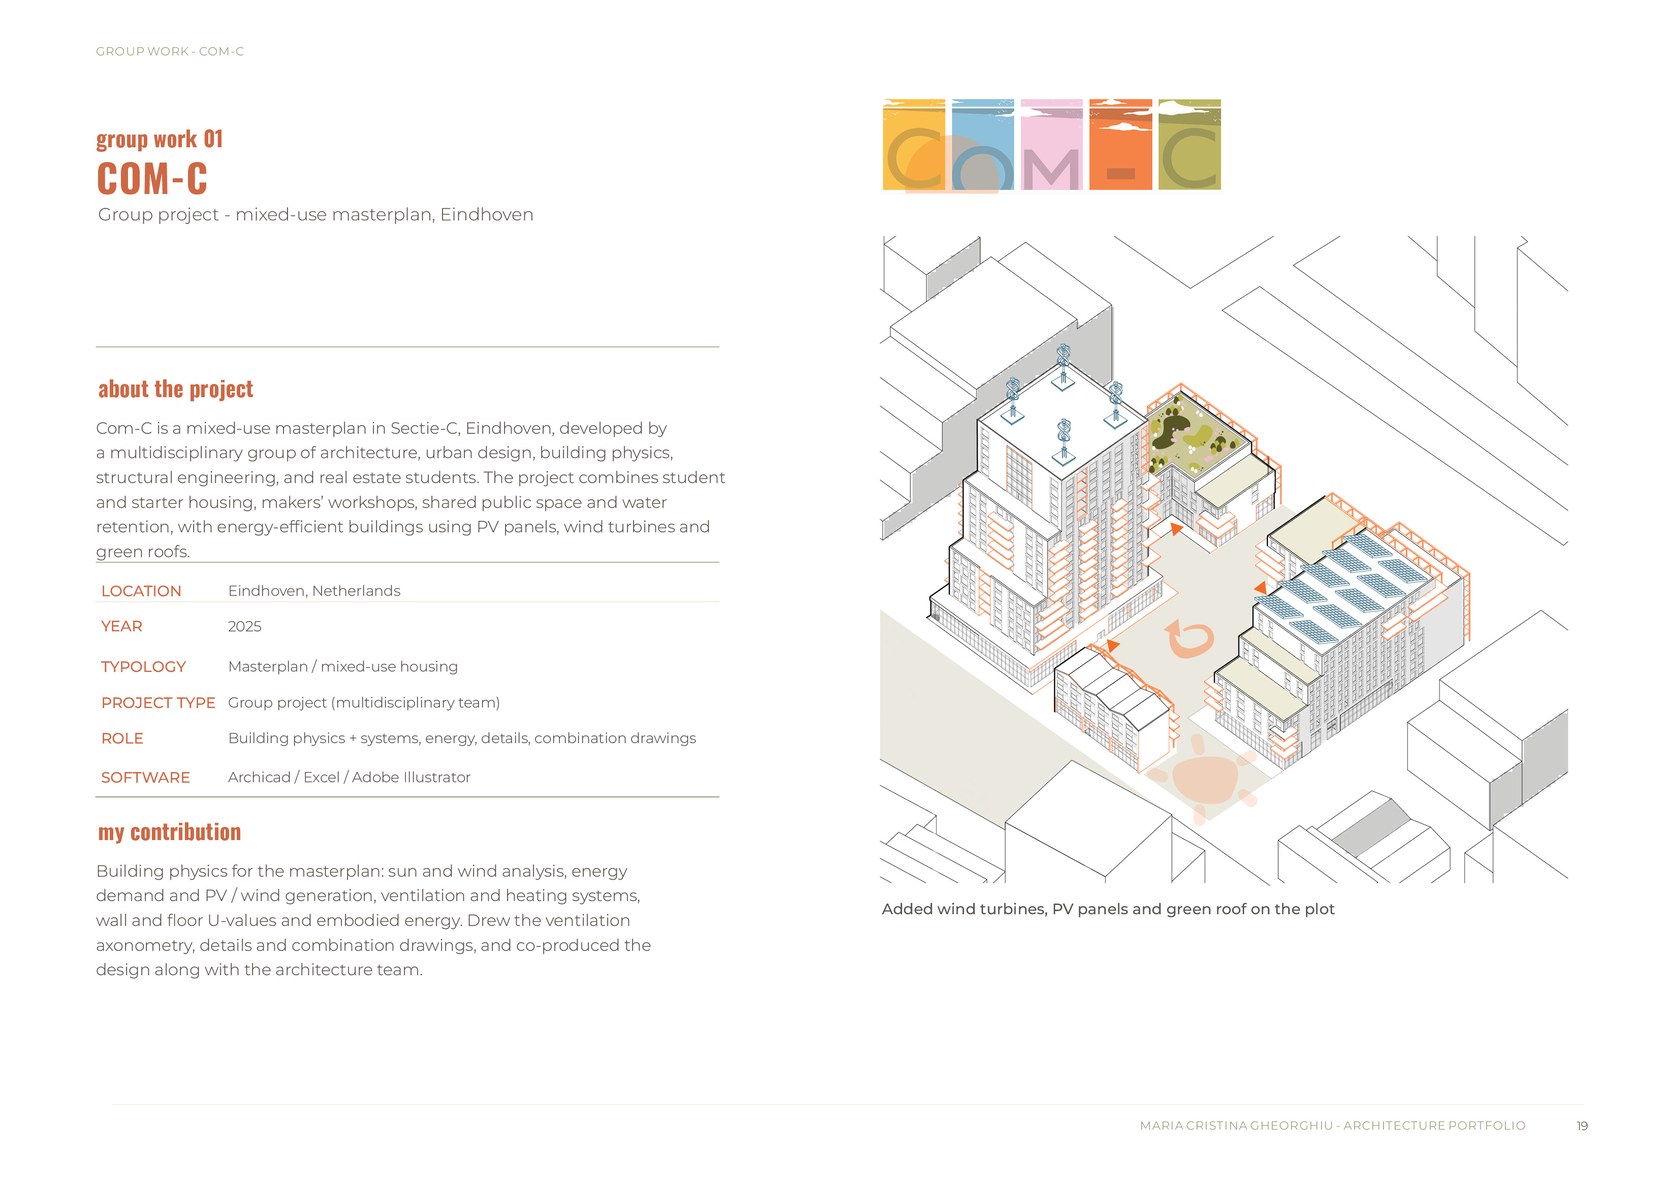 GROUP WORK - COM-C
group work 01
COM-C
Group project - mixed-use masterplan, Eindhoven
about the project
Com-C is a mixed-use masterplan in Sectie-C, Eindhoven, developed by
a multidisciplinary group of architecture, urban design, building physics,
structural engineering, and real estate students. The project combines student
and starter housing, makers' workshops, shared public space and water
retention, with energy-efficient buildings using PV panels, wind turbines and
green roofs.
LOCATION Eindhoven, Netherlands
YEAR 2025
TYPOLOGY Masterplan / mixed-use housing
PROJECT TYPE Group project (multidisciplinary team)
ROLE Building physics + systems, energy, details, combination drawings
SOFTWARE Archicad / Excel / Adobe Illustrator
my contribution
Building physics for the masterplan: sun and wind analysis, energy
demand and PV / wind generation, ventilation and heating systems,
wall and floor U-values and embodied energy. Drew the ventilation
axonometry, details and combination drawings, and co-produced the
design along with the architecture team.
COM-C
Added wind turbines, PV panels and green roof on the plot
MARIA CRISTINA GHEORGHIU - ARCHITECTURE PORTFOLIO 19